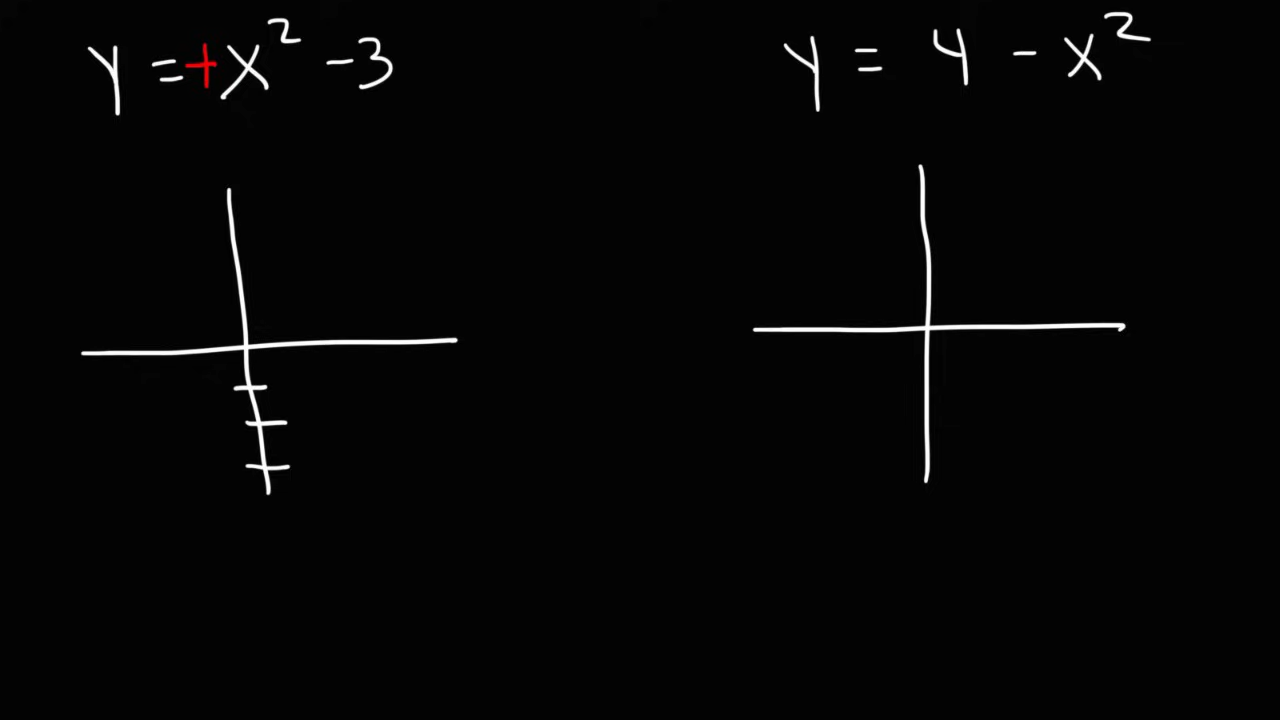 y = +x² - 3
y = 4 - x²